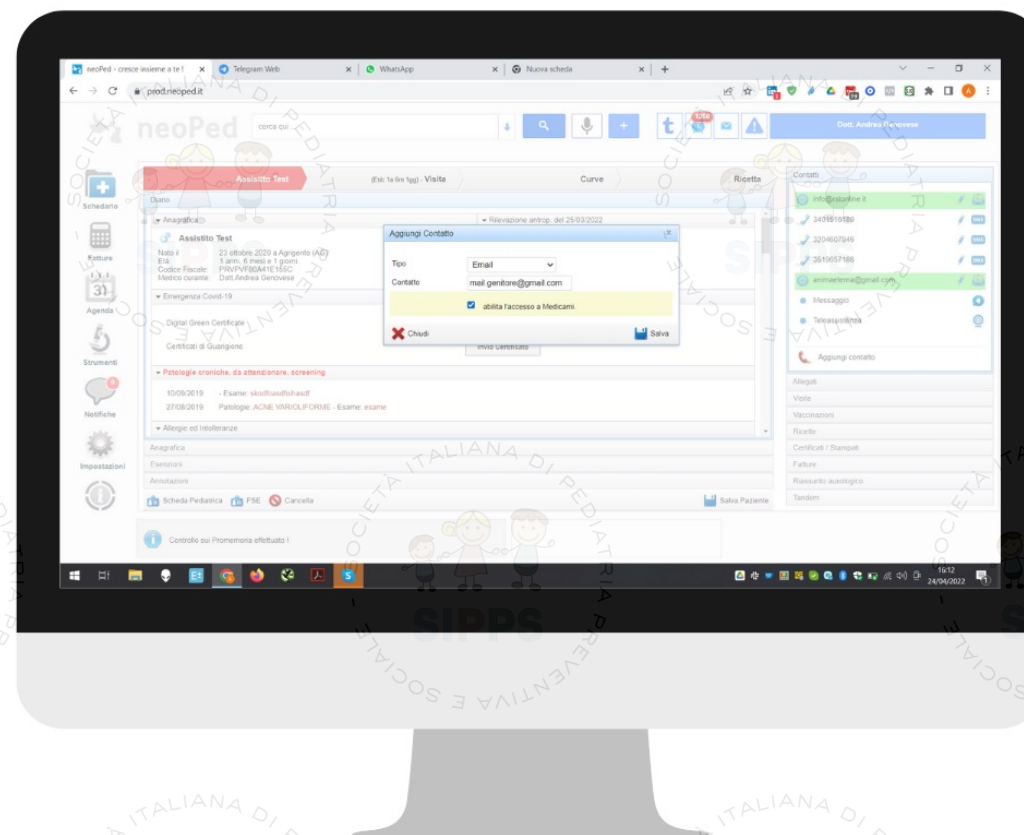 neoPed - cresce insieme a te !
Telegram Web
WhatsApp
Nuova scheda
prod.neoped.it
neoPed
cerca qui ...
Dott. Andrea Genovese
Assistito Test
(Età: 1a 6m 1gg) - Visita
Curve
Ricetta
Contatti
Schedario
Fatture
31
Agenda
Strumenti
Notifiche
Impostazioni
Diario
Anagrafica
Rilevazione antrop. del 25/03/2022
Assistito Test
Nato il 23 ottobre 2020 a Agrigento (AG)
Età: 1 anni, 6 mesi e 1 giorni
Codice Fiscale:
Medico curante: Dott. Andrea Genovese
Emergenza Covid-19
Digital Green Certificate
Certificati di Guarigione
Invio Certificato
Patologie croniche, da attenzionare, screening
10/09/2019 - Esame:
27/08/2019 Patologie: ACNE VARIOLIFORME - Esame: esame
Allergie ed Intolleranze
Anagrafica
Esenzioni
Annotazioni
Scheda Pediatrica
FSE
Cancella
Salva Paziente
Controllo sui Promemoria effettuato !
Aggiungi Contatto
Tipo
Email
Contatto
mail.genitore@gmail.com
abilita l'accesso a Medicami.
Chiudi
Salva
3204607946
Messaggio
Teleassistenza
Aggiungi contatto
Allegati
Visite
Vaccinazioni
Ricette
Certificati / Stampati
Fatture
Riassunto auxologico
Tandem
16:12
24/04/2022
SIPPS
SOCIETÀ ITALIANA DI PEDIATRIA PREVENTIVA E SOCIALE